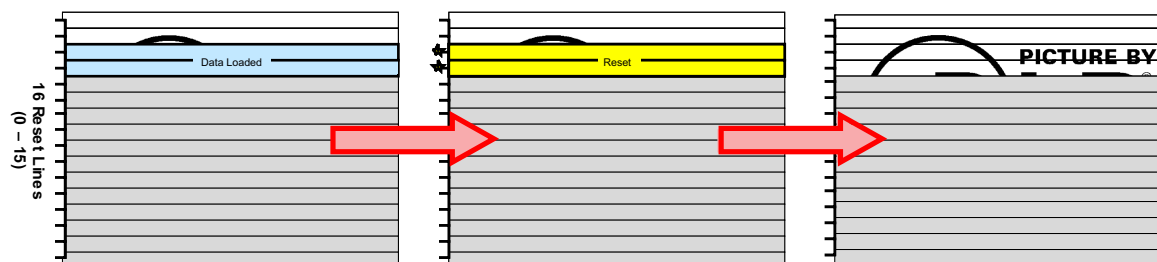 16 Reset Lines
(0 – 15)
Data Loaded
Reset
PICTURE BY
®